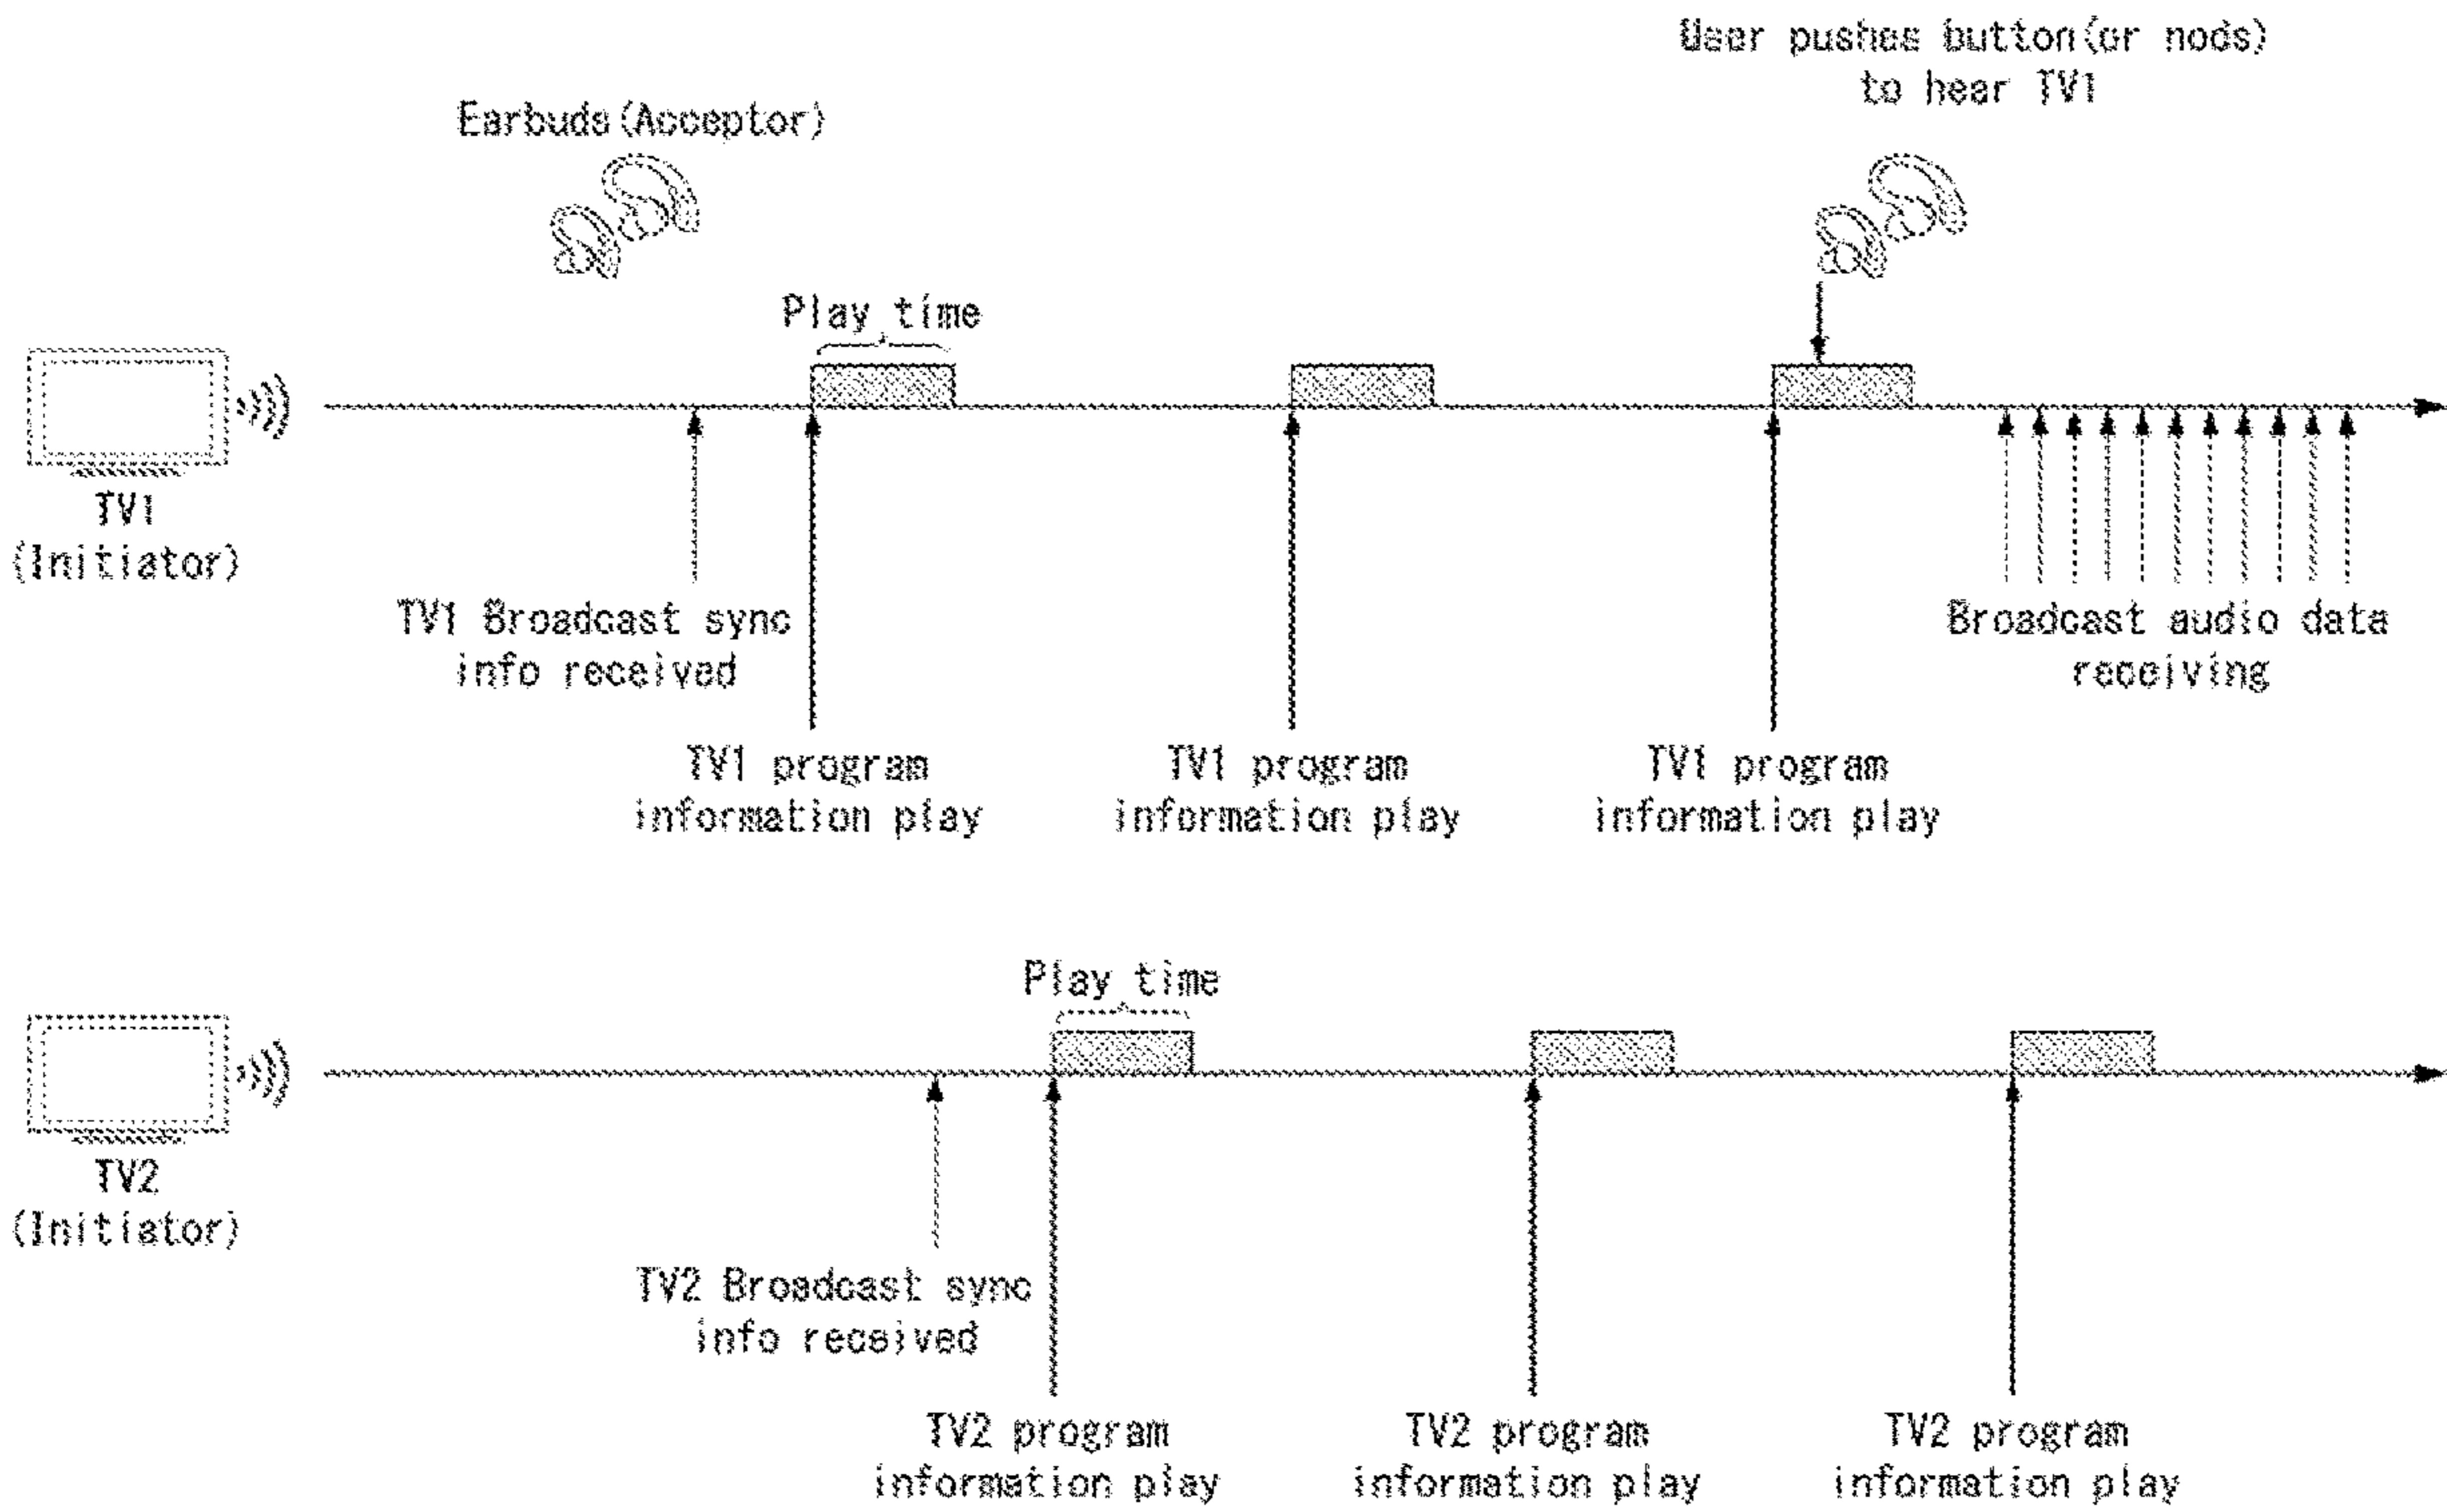 User pushes button(or nods)
to hear TV1
Earbuds(Acceptor)
Play time
TV1
(Initiator)
TV1 Broadcast sync
info received
Broadcast audio data
receiving
TV1 program
information play
TV1 program
information play
TV1 program
information play
Play time
TV2
(Initiator)
TV2 Broadcast sync
info received
TV2 program
information play
TV2 program
information play
TV2 program
information play